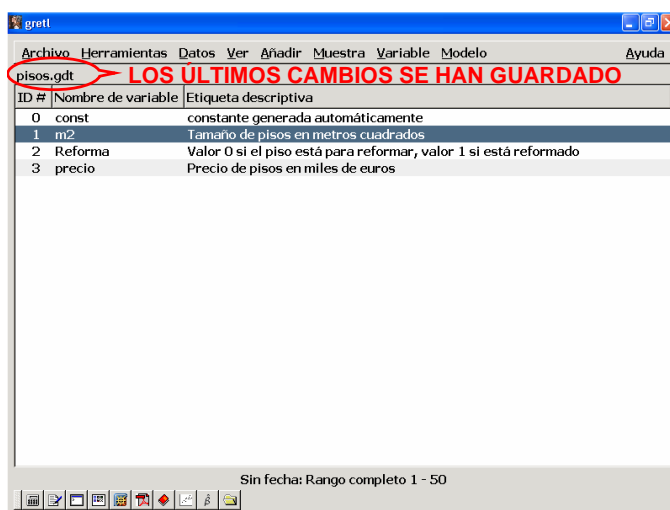 gretl
Archivo Herramientas Datos Ver Añadir Muestra Variable Modelo Ayuda
pisos.gdt LOS ÚLTIMOS CAMBIOS SE HAN GUARDADO
ID # Nombre de variable Etiqueta descriptiva
0 const constante generada automáticamente
1 m2 Tamaño de pisos en metros cuadrados
2 Reforma Valor 0 si el piso está para reformar, valor 1 si está reformado
3 precio Precio de pisos en miles de euros
Sin fecha: Rango completo 1 - 50
β̂